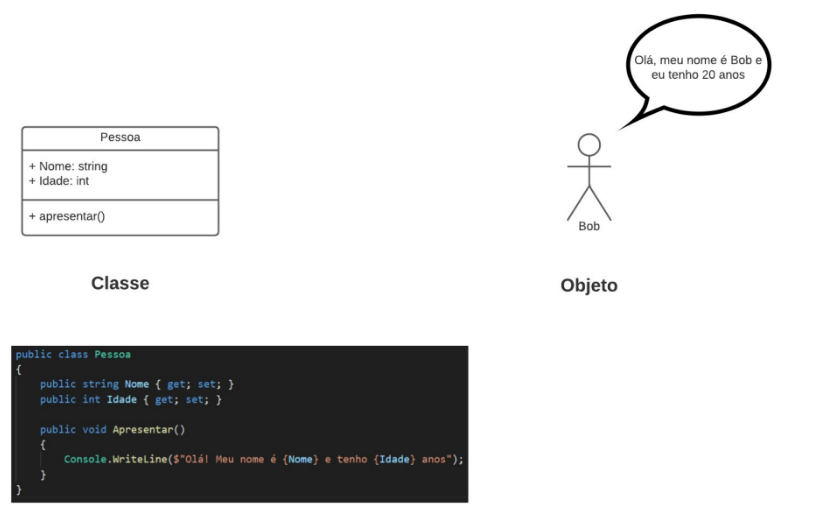 Olá, meu nome é Bob e
eu tenho 20 anos
Pessoa
+ Nome: string
+ Idade: int
+ apresentar()
Bob
Classe
Objeto
public class Pessoa
{
    public string Nome { get; set; }
    public int Idade { get; set; }
    public void Apresentar()
    {
        Console.WriteLine($"Olá! Meu nome é {Nome} e tenho {Idade} anos");
    }
}